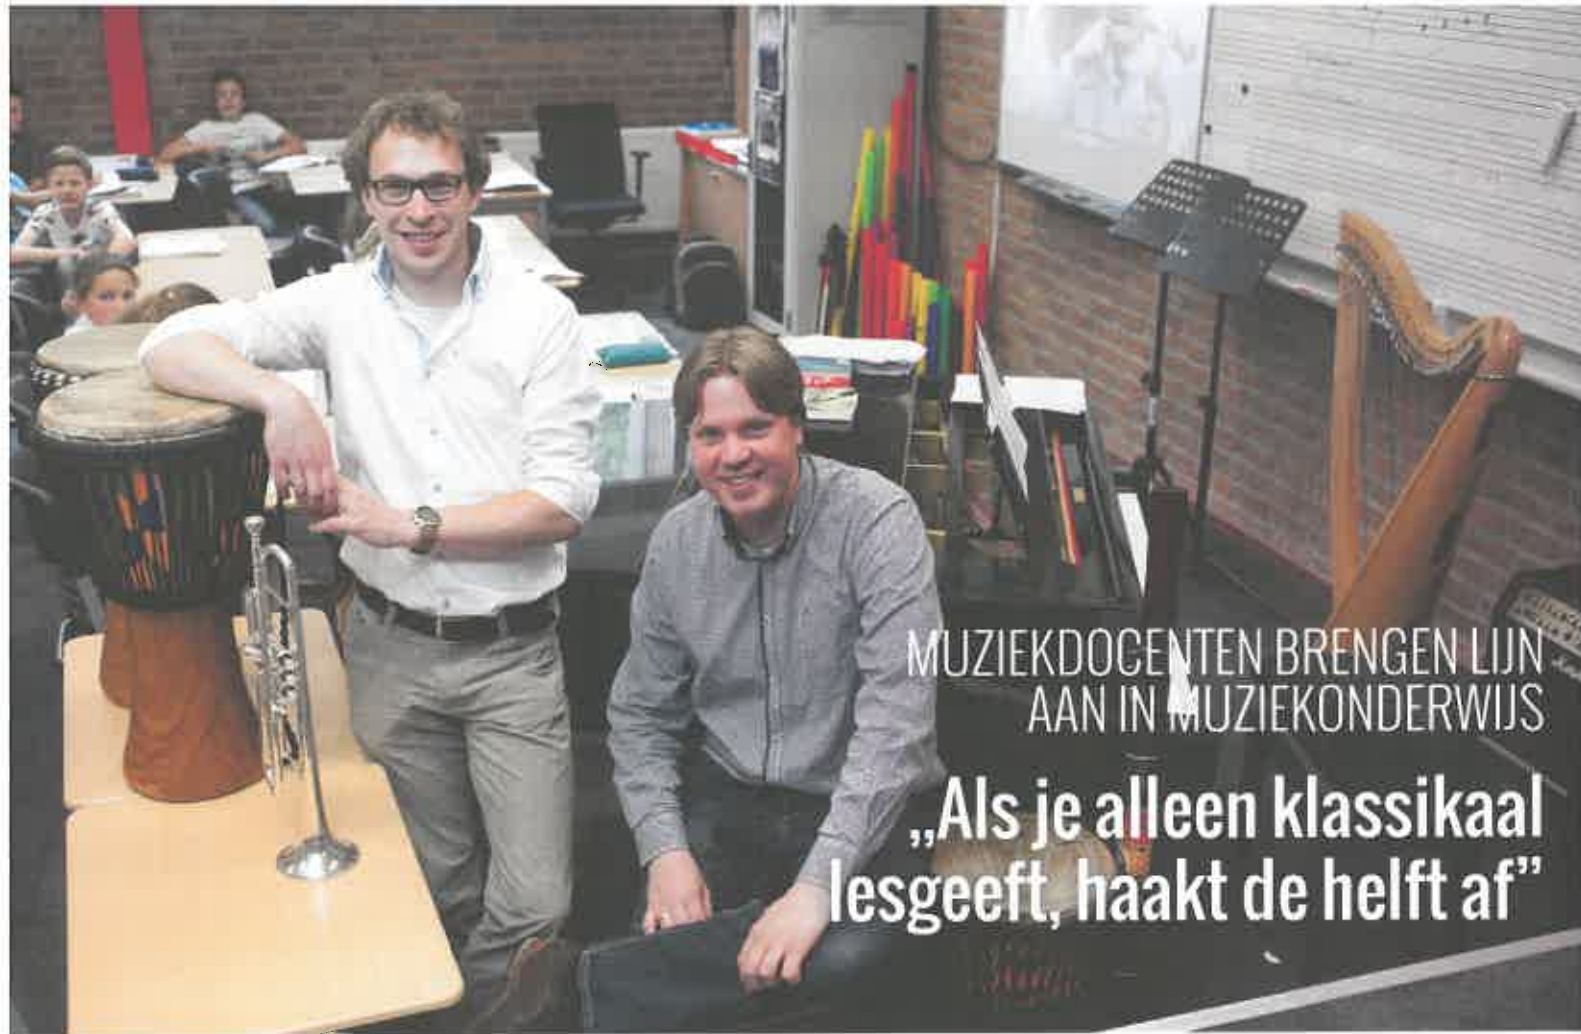 MUZIEKDOCENTEN BRENGEN LIJN
AAN IN MUZIEKONDERWIJS
„Als je alleen klassikaal
lesgeeft, haakt de helft af”